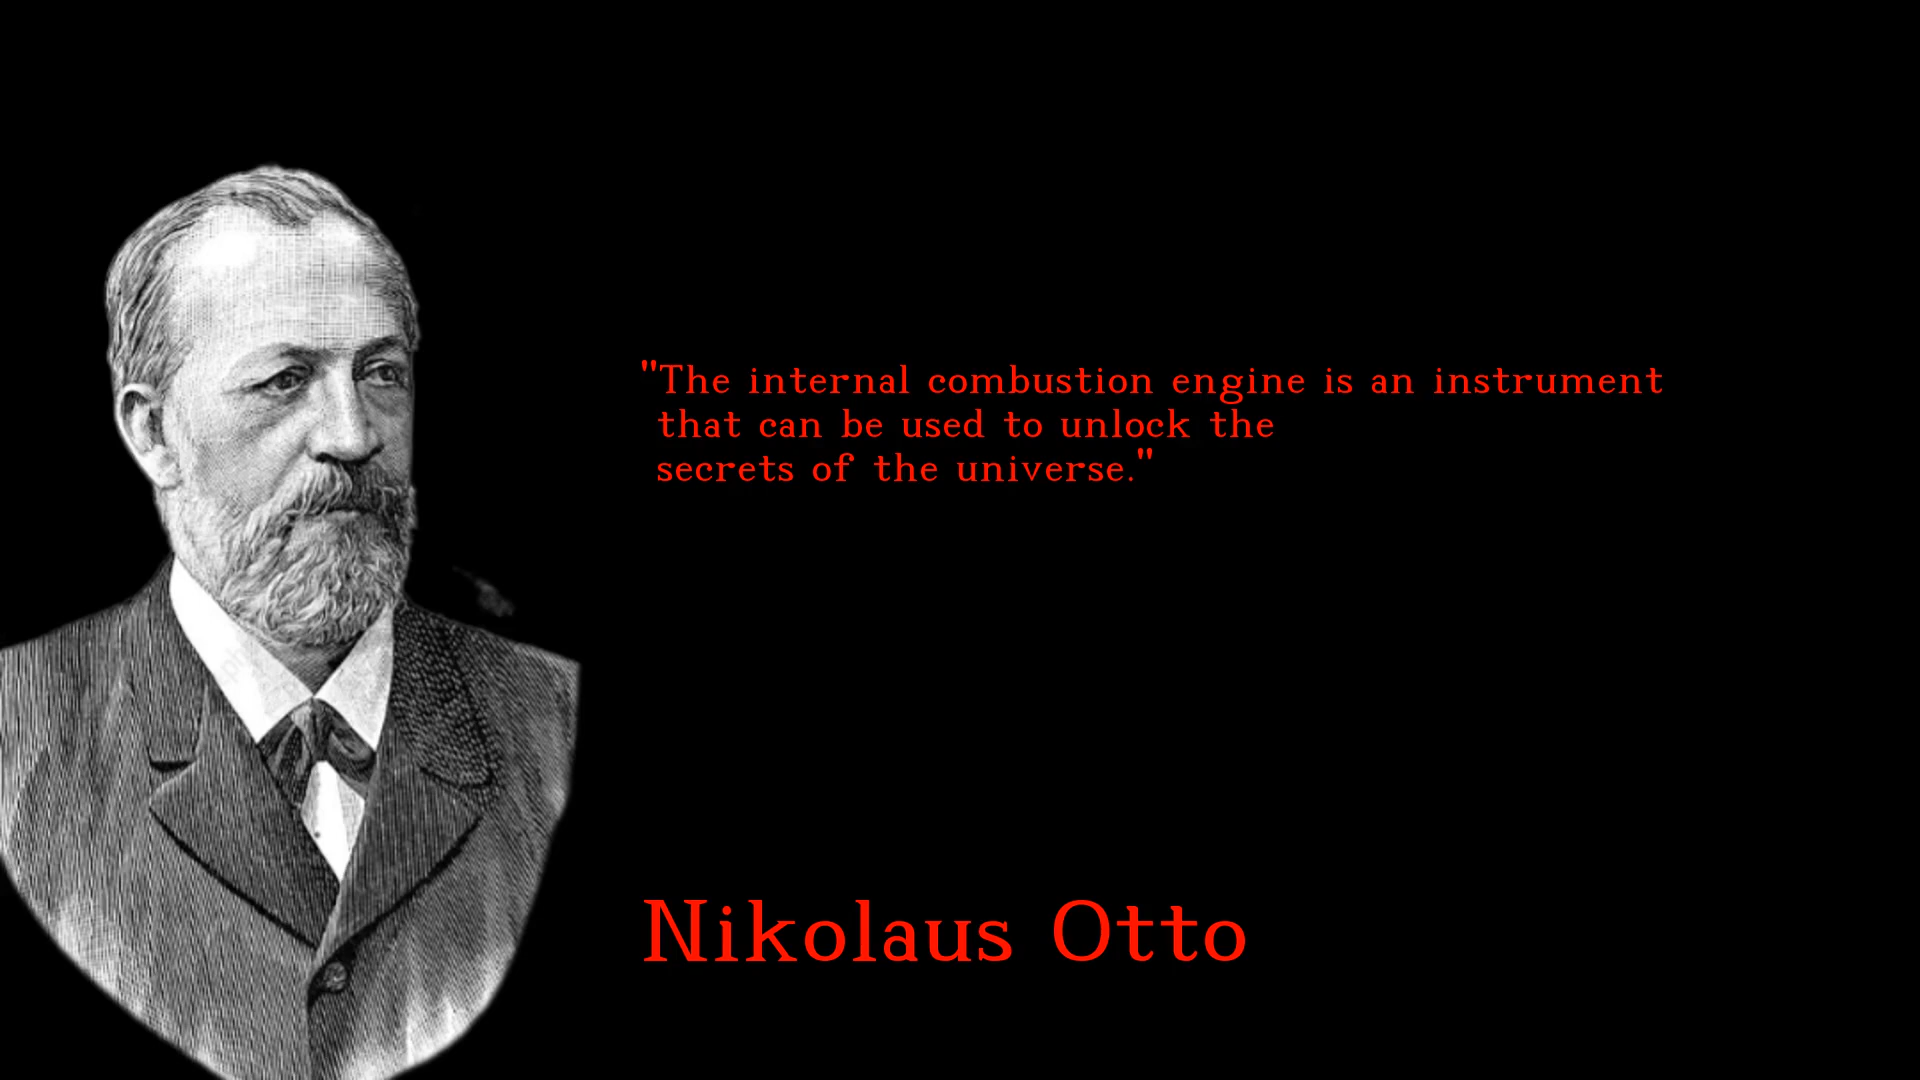 "The internal combustion engine is an instrument
that can be used to unlock the
secrets of the universe."
Nikolaus Otto